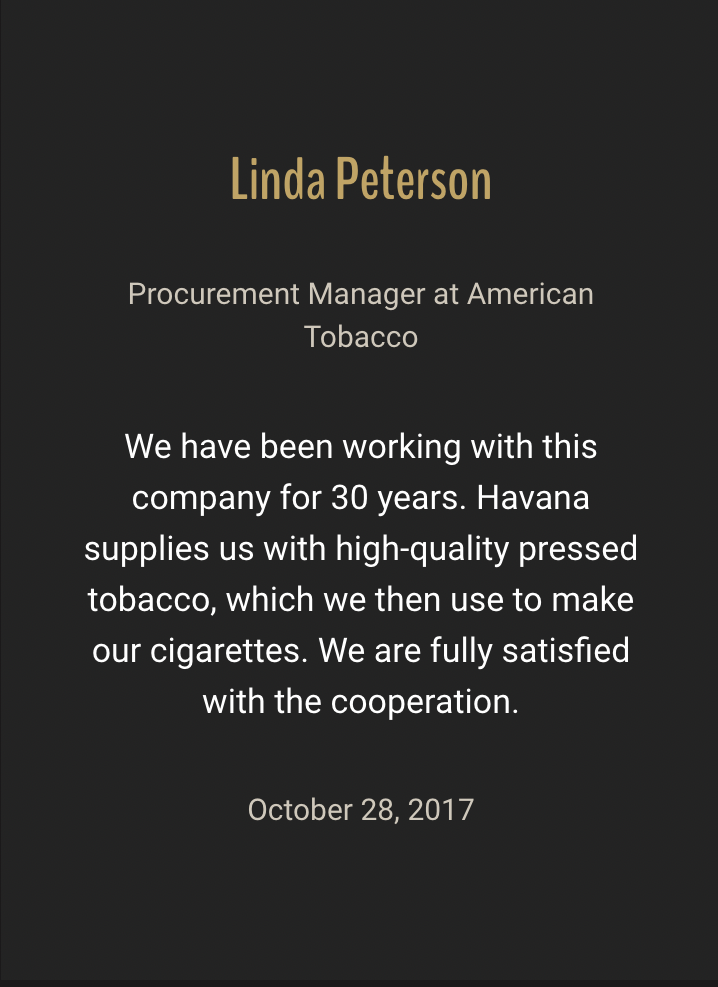 Linda Peterson
Procurement Manager at American
Tobacco
We have been working with this
company for 30 years. Havana
supplies us with high-quality pressed
tobacco, which we then use to make
our cigarettes. We are fully satisfied
with the cooperation.
October 28, 2017